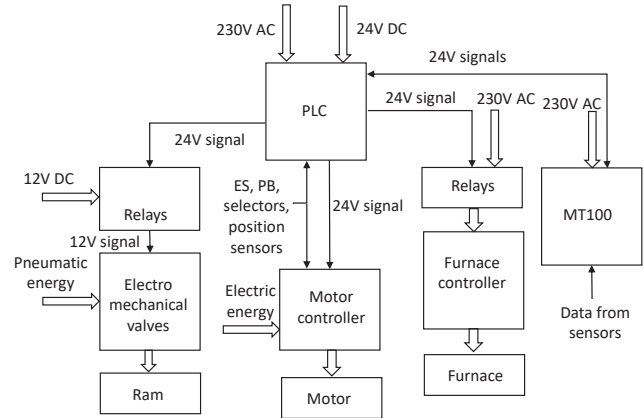 230V AC
24V DC
24V signals
PLC
24V signal
230V AC
230V AC
24V signal
12V DC
Relays
ES, PB,
selectors,
position
sensors
24V signal
Relays
MT100
12V signal
Pneumatic
energy
Electro
mechanical
valves
Electric
energy
Motor
controller
Furnace
controller
Data from
sensors
Ram
Motor
Furnace